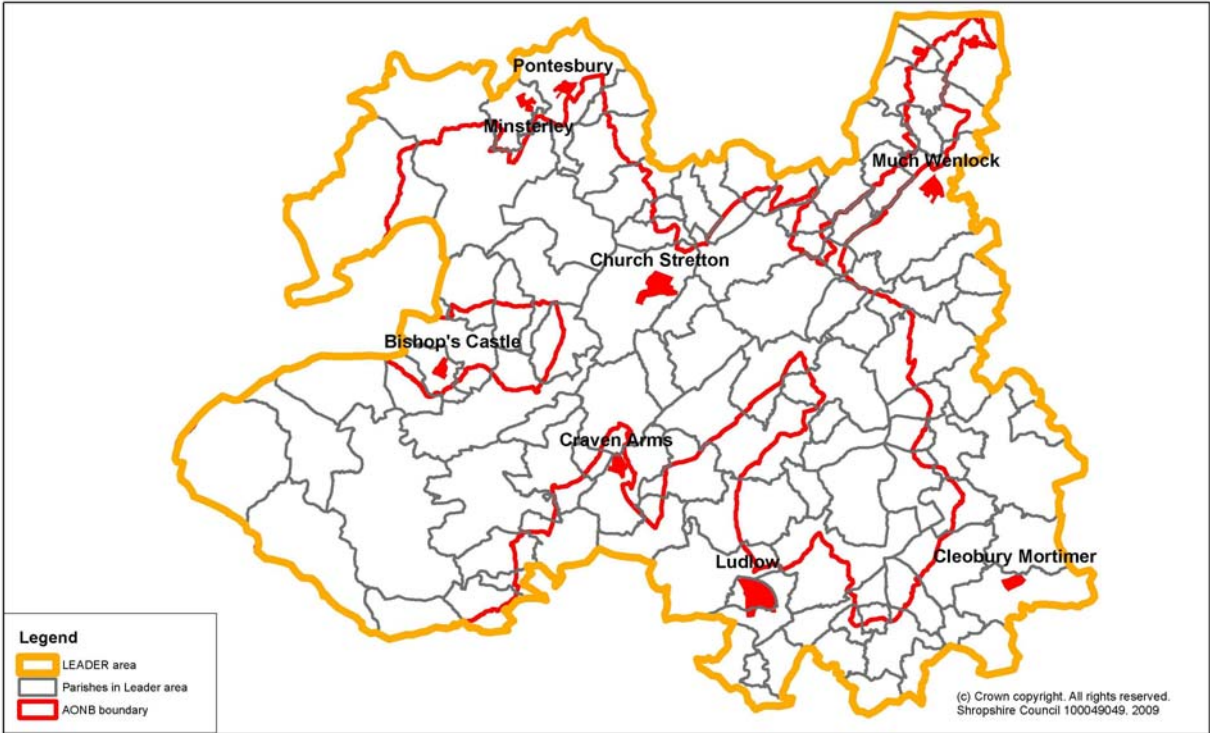 Pontesbury
Minsterley
Much Wenlock
Church Stretton
Bishop's Castle
Craven Arms
Ludlow
Cleobury Mortimer
Legend
LEADER area
Parishes in Leader area
AONB boundary
(c) Crown copyright. All rights reserved.
Shropshire Council 100049049. 2009